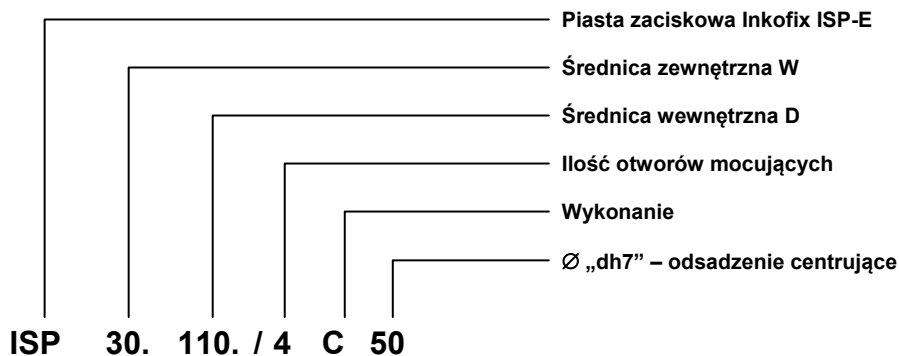 Piasta zaciskowa Inkofix ISP-E
Średnica zewnętrzna W
Średnica wewnętrzna D
Ilość otworów mocujących
Wykonanie
∅ „dh7” – odsadzenie centrujące
ISP 30. 110. / 4 C 50